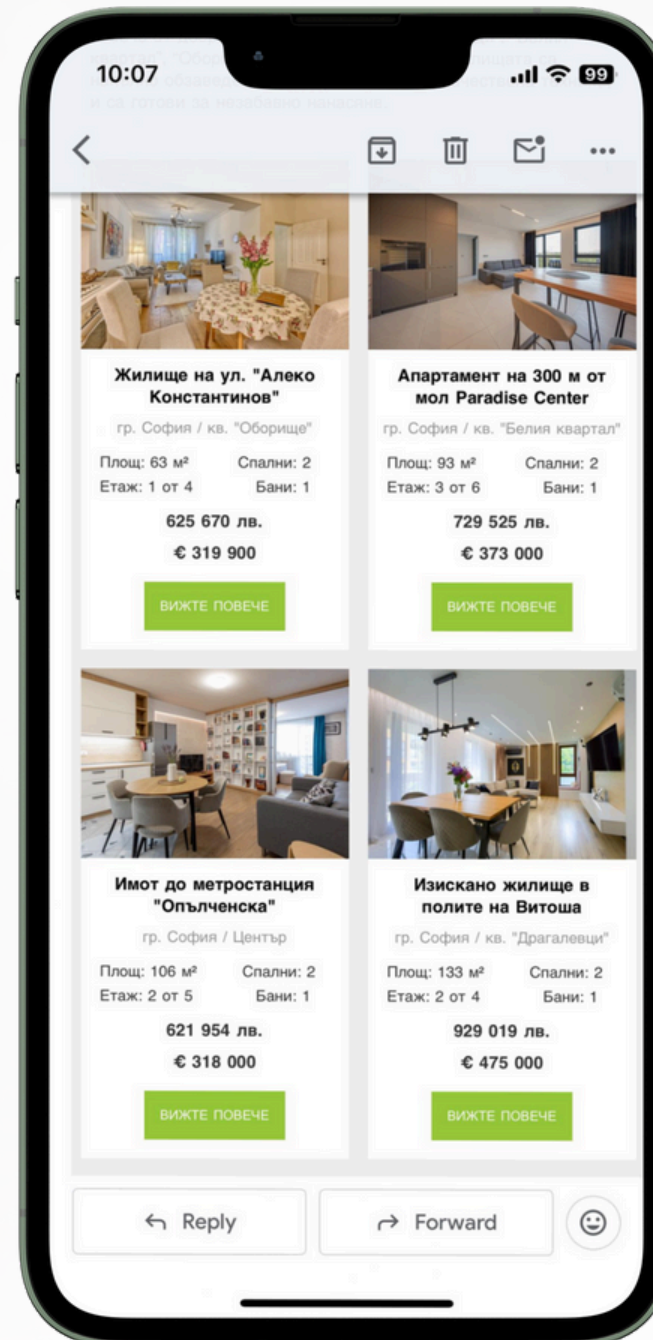 10:07
99
и са готови за незабавно нанасяне.
Жилище на ул. "Алеко
Константинов"
гр. София / кв. "Оборище"
Площ: 63 м² Спални: 2
Етаж: 1 от 4 Бани: 1
625 670 лв.
€ 319 900
ВИЖТЕ ПОВЕЧЕ
Апартамент на 300 м от
мол Paradise Center
гр. София / кв. "Белия квартал"
Площ: 93 м² Спални: 2
Етаж: 3 от 6 Бани: 1
729 525 лв.
€ 373 000
ВИЖТЕ ПОВЕЧЕ
Имот до метростанция
"Опълченска"
гр. София / Център
Площ: 106 м² Спални: 2
Етаж: 2 от 5 Бани: 1
621 954 лв.
€ 318 000
ВИЖТЕ ПОВЕЧЕ
Изискано жилище в
полите на Витоша
гр. София / кв. "Драгалевци"
Площ: 133 м² Спални: 2
Етаж: 2 от 4 Бани: 1
929 019 лв.
€ 475 000
ВИЖТЕ ПОВЕЧЕ
Reply
Forward